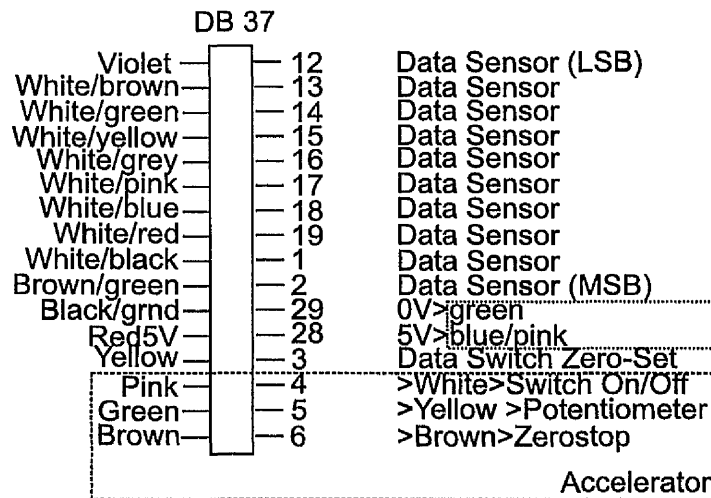 DB 37
Violet 12 Data Sensor (LSB)
White/brown 13 Data Sensor
White/green 14 Data Sensor
White/yellow 15 Data Sensor
White/grey 16 Data Sensor
White/pink 17 Data Sensor
White/blue 18 Data Sensor
White/red 19 Data Sensor
White/black 1 Data Sensor
Brown/green 2 Data Sensor (MSB)
Black/grnd 29 0V>green
Red5V 28 5V>blue/pink
Yellow 3 Data Switch Zero-Set
Pink 4 >White>Switch On/Off
Green 5 >Yellow >Potentiometer
Brown 6 >Brown>Zerostop
Accelerator